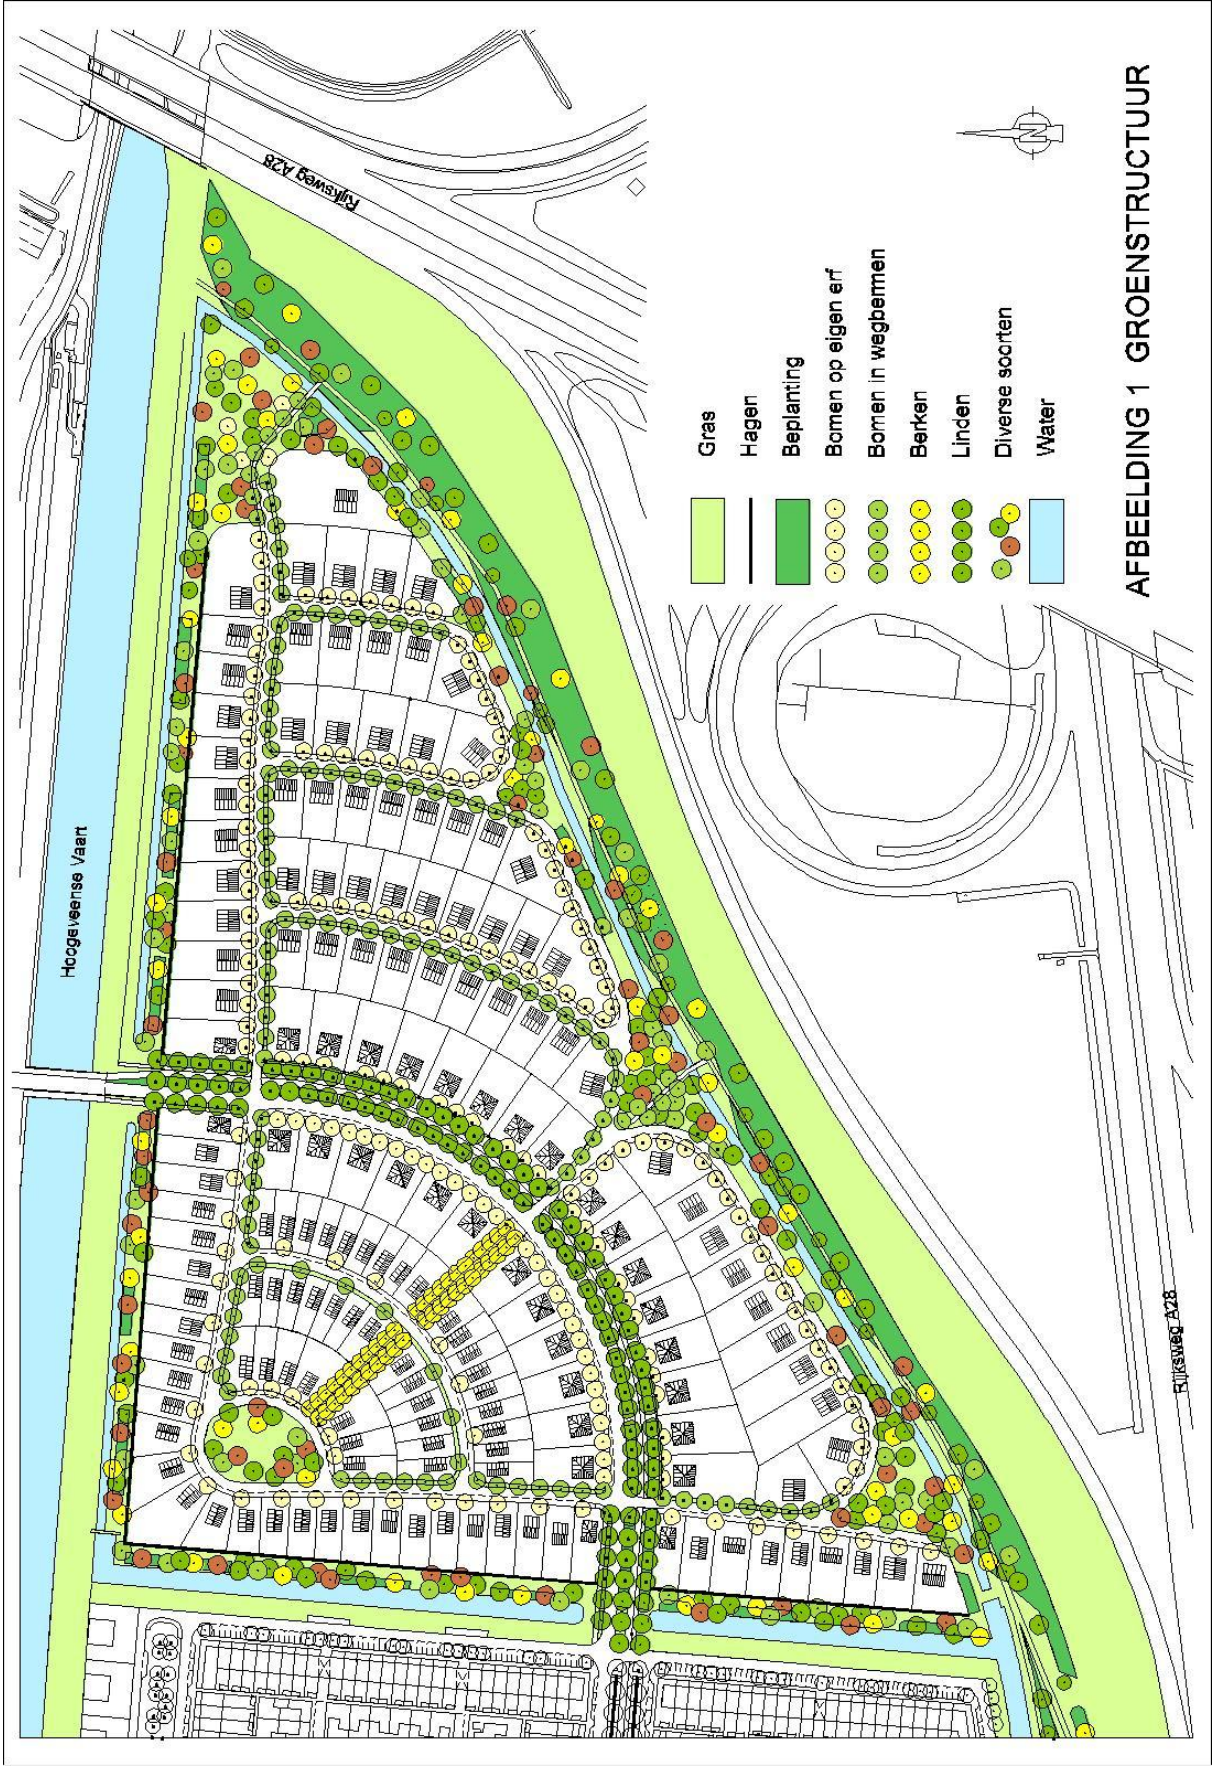 Rijksweg A28
Hoogeveense Vaart
Gras
Hagen
Beplanting
Bomen op eigen erf
Bomen in wegbermen
Berken
Linden
Diverse soorten
Water
N
AFBEELDING 1 GROENSTRUCTUUR
Rijksweg A28